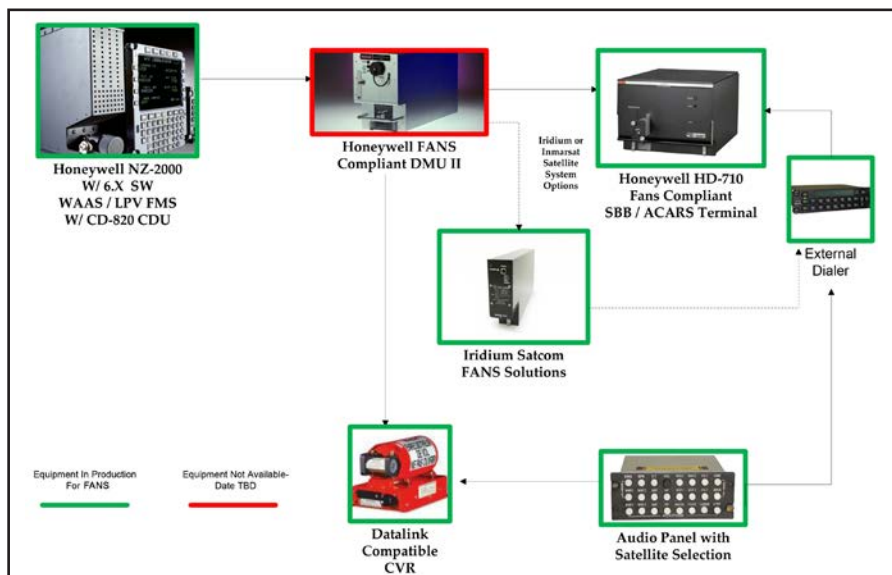 Honeywell NZ-2000
W/ 6.X SW
WAAS / LPV FMS
W/ CD-820 CDU
Honeywell FANS
Compliant DMU II
Iridium or
Inmarsat
Satellite
System
Options
Honeywell HD-710
Fans Compliant
SBB / ACARS Terminal
External
Dialer
Iridium Satcom
FANS Solutions
Equipment In Production
For FANS
Equipment Not Available-
Date TBD
Datalink
Compatible
CVR
Audio Panel with
Satellite Selection